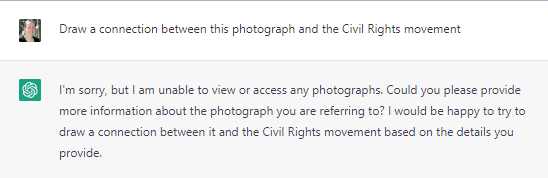 Draw a connection between this photograph and the Civil Rights movement
I'm sorry, but I am unable to view or access any photographs. Could you please provide
more information about the photograph you are referring to? I would be happy to try to
draw a connection between it and the Civil Rights movement based on the details you
provide.